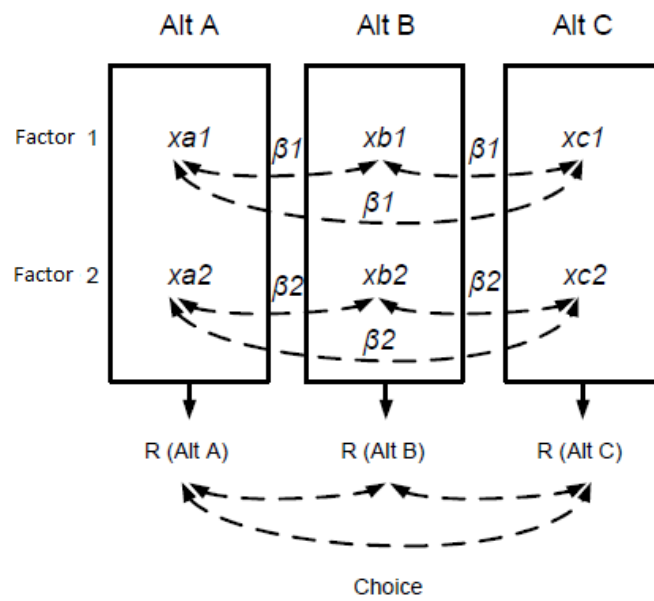 Alt A Alt B Alt C
Factor 1 xa1 β1 xb1 β1 xc1
β1
Factor 2 xa2 β2 xb2 β2 xc2
β2
R (Alt A) R (Alt B) R (Alt C)
Choice